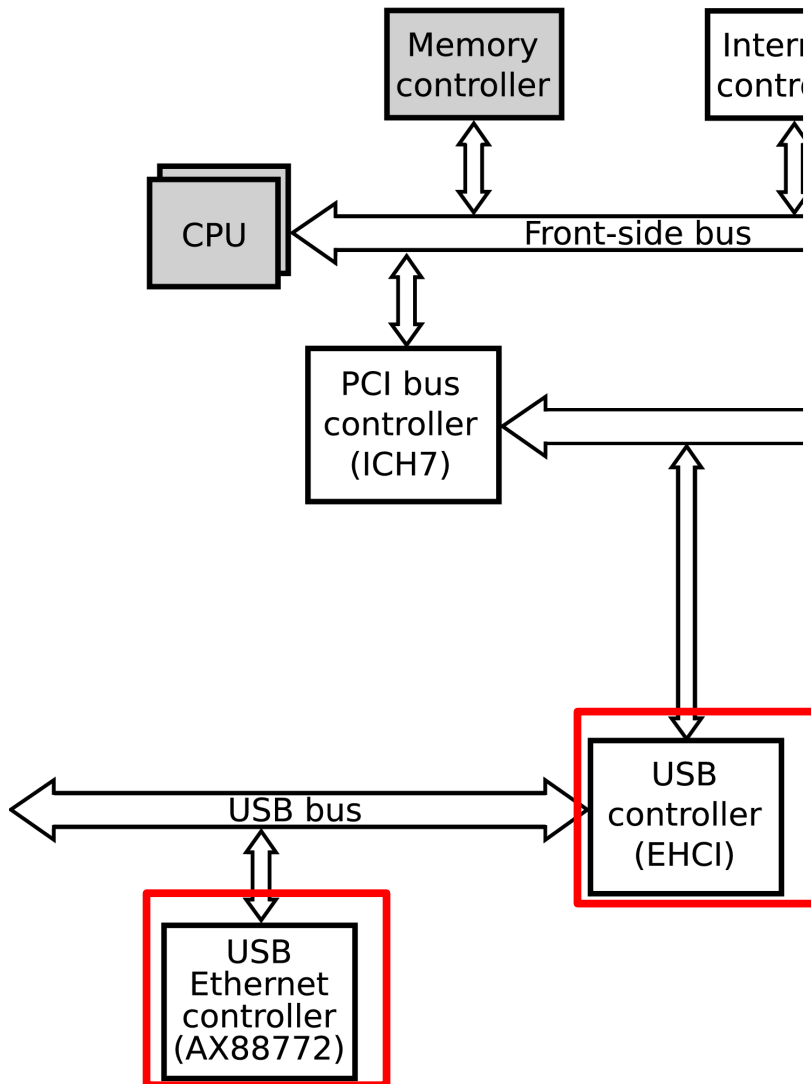 Memory
controller
CPU
Front-side bus
PCI bus
controller
(ICH7)
USB
controller
(EHCI)
USB bus
USB
Ethernet
controller
(AX88772)